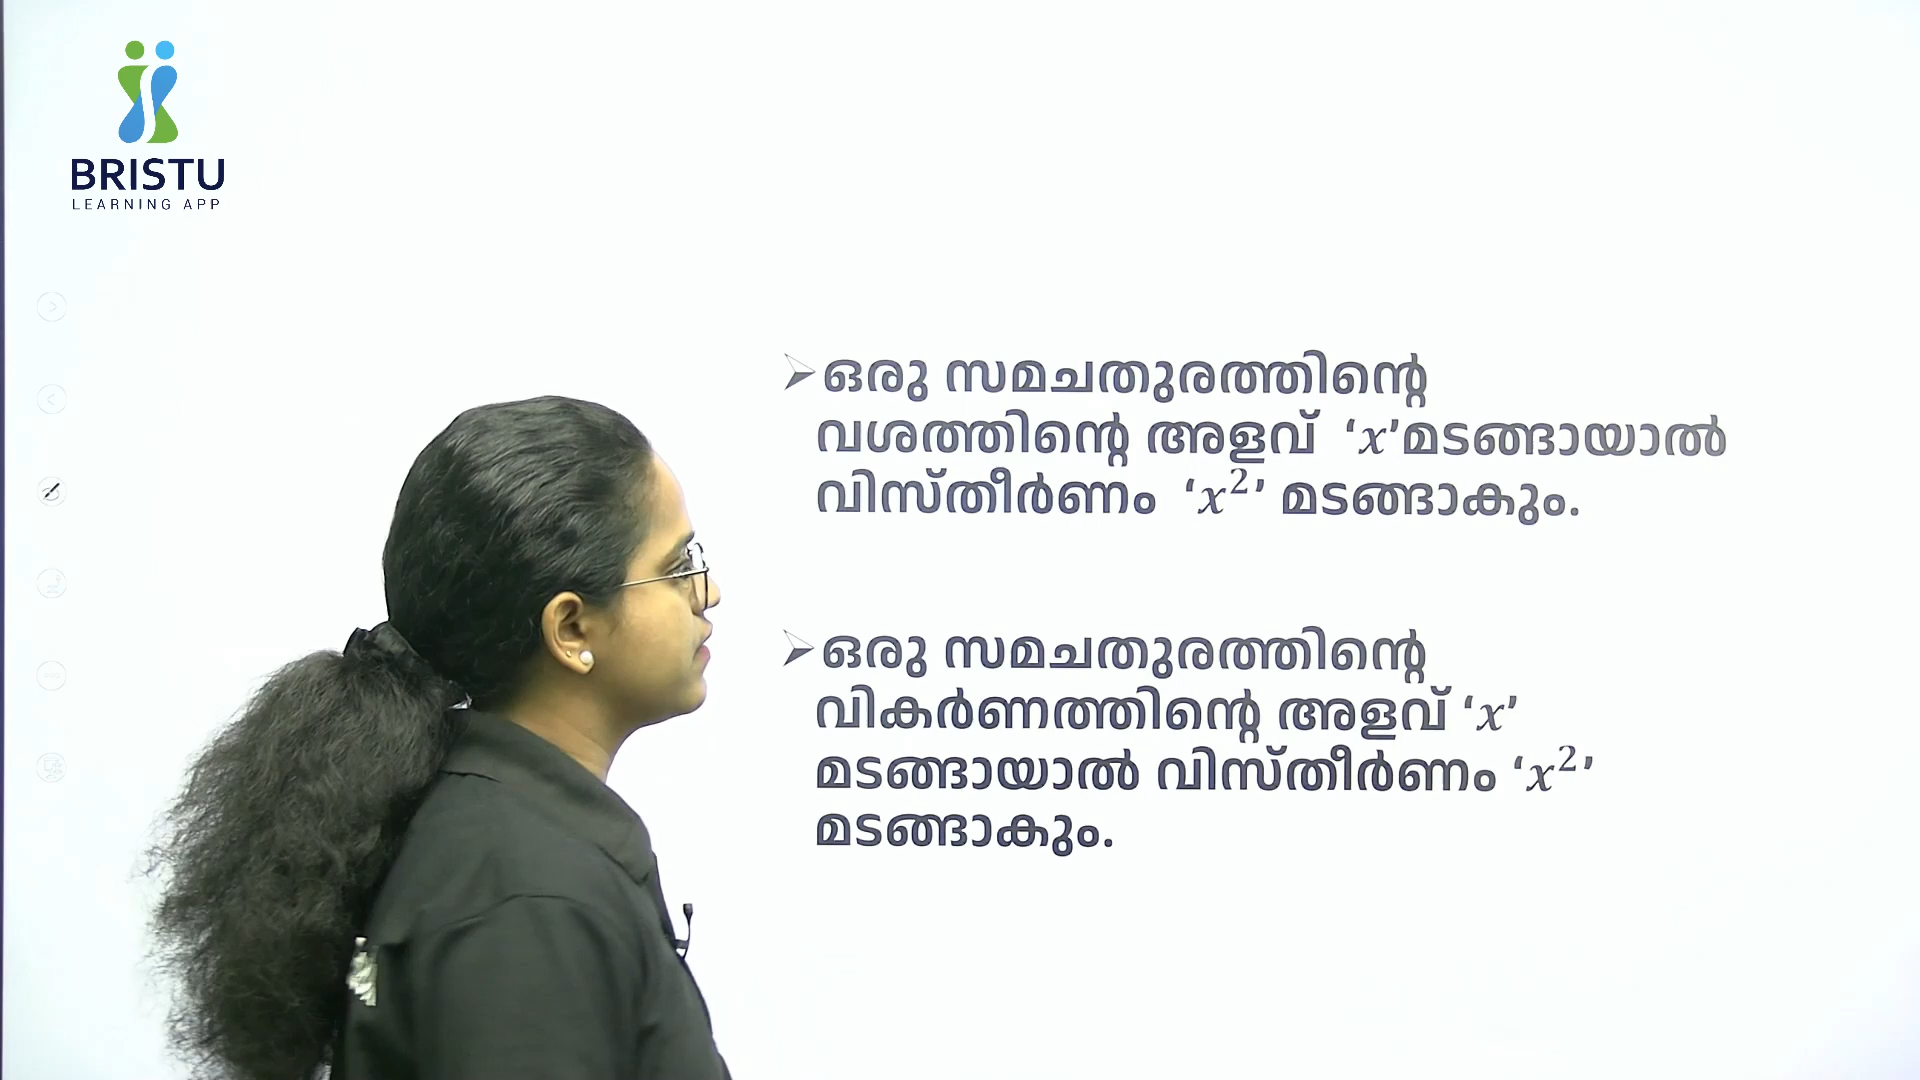 BRISTU
LEARNING APP
➢ഒരു സമചതുരത്തിന്റെ
വശത്തിന്റെ അളവ് ‘x’മടങ്ങായാൽ
വിസ്തീർണം ‘x²’ മടങ്ങാകും.
➢ഒരു സമചതുരത്തിന്റെ
വികർണത്തിന്റെ അളവ് ‘x’
മടങ്ങായാൽ വിസ്തീർണം ‘x²’
മടങ്ങാകും.